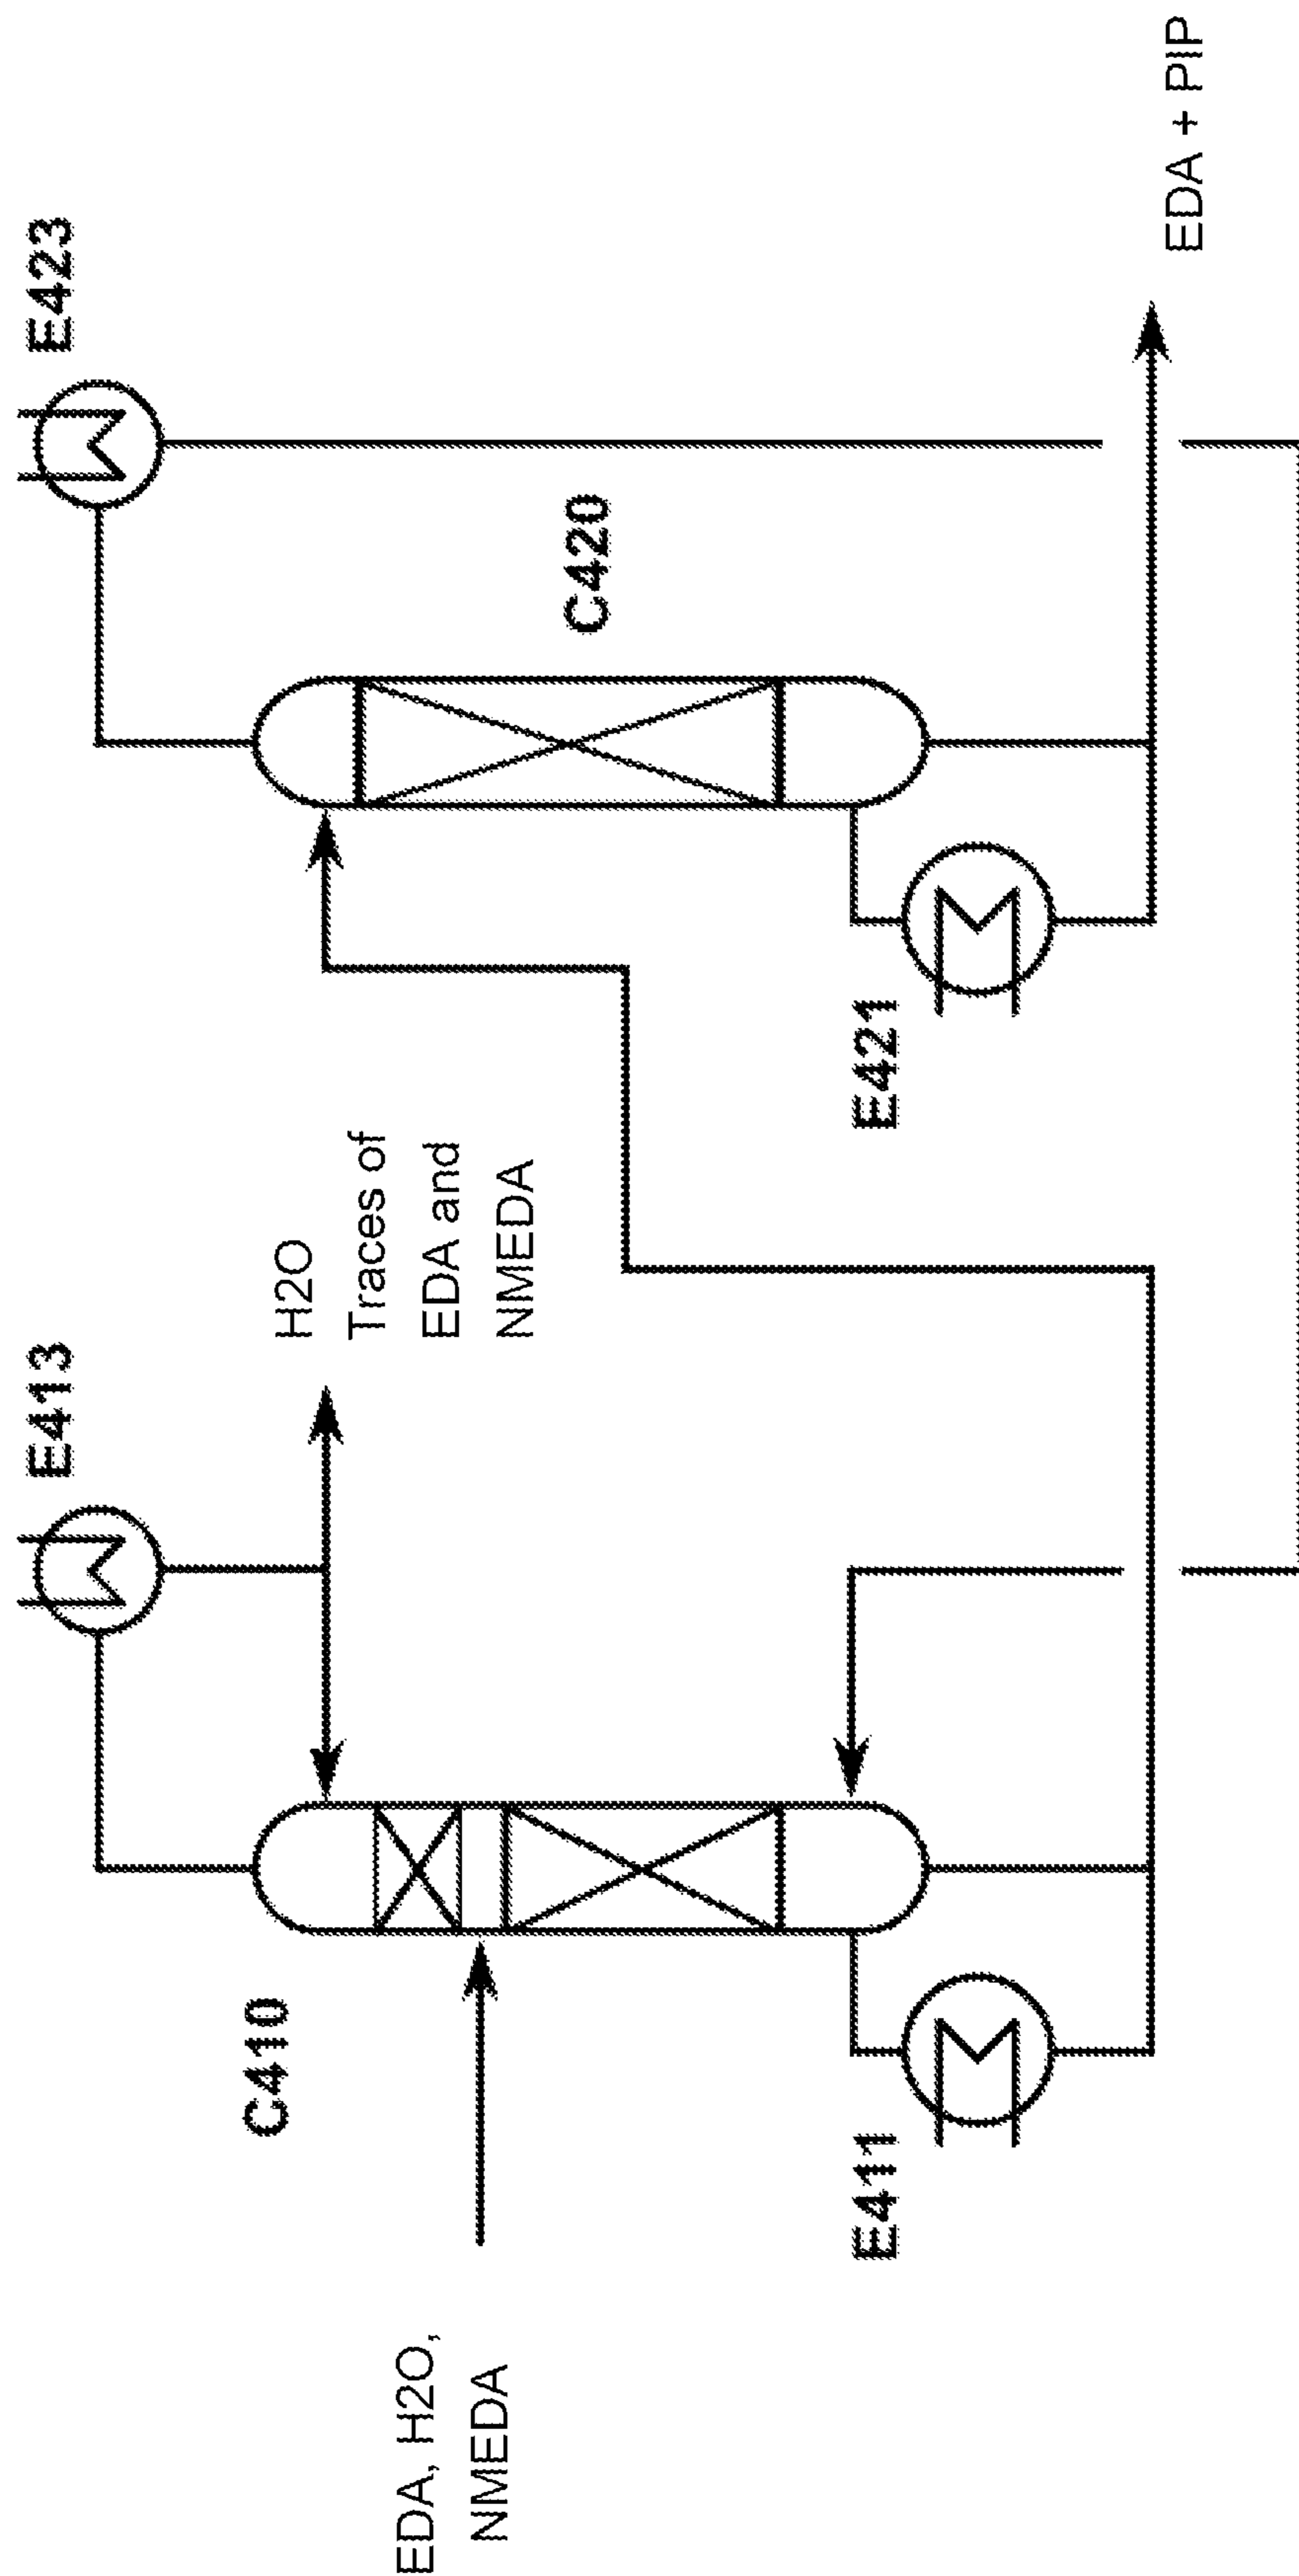 EDA, H2O,
NMEDA
C410
E411
E413
H2O
Traces of
EDA and
NMEDA
E421
C420
E423
EDA + PIP